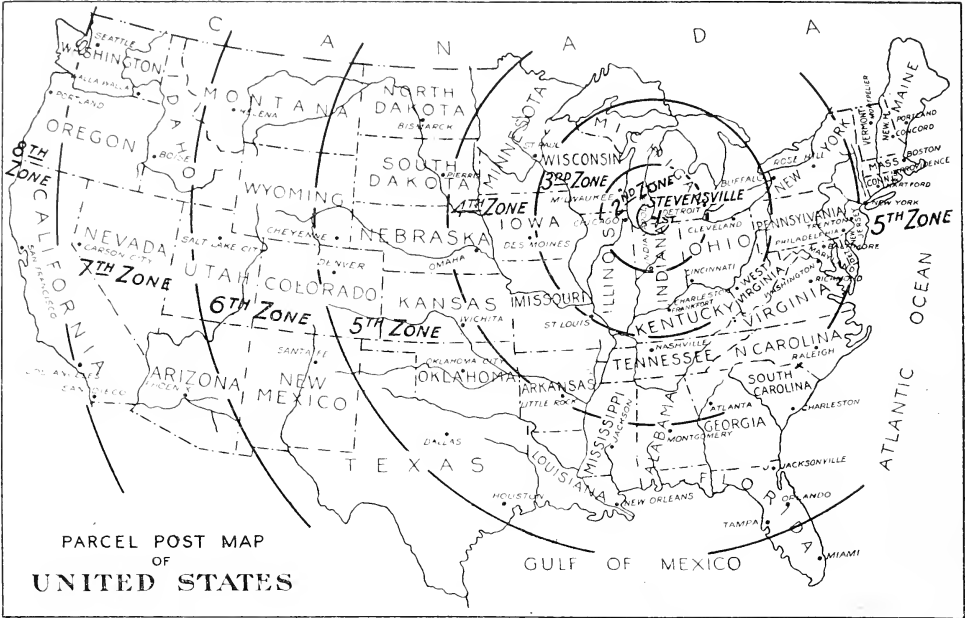 CANADA
SEATTLE
WASHINGTON
WALLA WALLA
PORTLAND
OREGON
IDAHO
BOISE
MONTANA
HELENA
NORTH
DAKOTA
BISMARCK
SOUTH
DAKOTA
PIERRE
MINNESOTA
ST. PAUL
WISCONSIN
MILWAUKEE
MICHIGAN
8TH
ZONE
CALIFORNIA
SAN FRANCISCO
LOS ANGELES
SAN DIEGO
NEVADA
CARSON CITY
7TH ZONE
SALT LAKE CITY
UTAH
WYOMING
CHEYENNE
DENVER
COLORADO
6TH ZONE
NEBRASKA
OMAHA
KANSAS
WICHITA
5TH ZONE
4TH ZONE
IOWA
DES MOINES
3RD ZONE
2ND ZONE
1ST
STEVENSVILLE
DETROIT
CHICAGO
ILLINOIS
INDIANA
CLEVELAND
OHIO
CINCINNATI
MISSOURI
ST LOUIS
KENTUCKY
FRANKFORT
WEST
VIRGINIA
VIRGINIA
WASHINGTON
RICHMOND
BUFFALO
ROSE HILL
NEW YORK
VERMONT
MONTPELIER
NEW H.
MAINE
PORTLAND
CONCORD
MASS
BOSTON
CONN
PROVIDENCE
HARTFORD
NEW YORK
5TH ZONE
PENNSYLVANIA
TRENTON
PHILADELPHIA
JERSEY
BALTIMORE
TENNESSEE
NASHVILLE
N CAROLINA
RALEIGH
SOUTH
CAROLINA
CHARLESTON
ARIZONA
SANTA FE
NEW
MEXICO
OKLAHOMA CITY
OKLAHOMA
ARKANSAS
LITTLE ROCK
MISSISSIPPI
JACKSON
ALABAMA
MONTGOMERY
ATLANTA
GEORGIA
DALLAS
TEXAS
HOUSTON
LOUISIANA
NEW ORLEANS
JACKSONVILLE
FLORIDA
ORLANDO
TAMPA
MIAMI
ATLANTIC OCEAN
GULF OF MEXICO
PARCEL POST MAP
OF
UNITED STATES